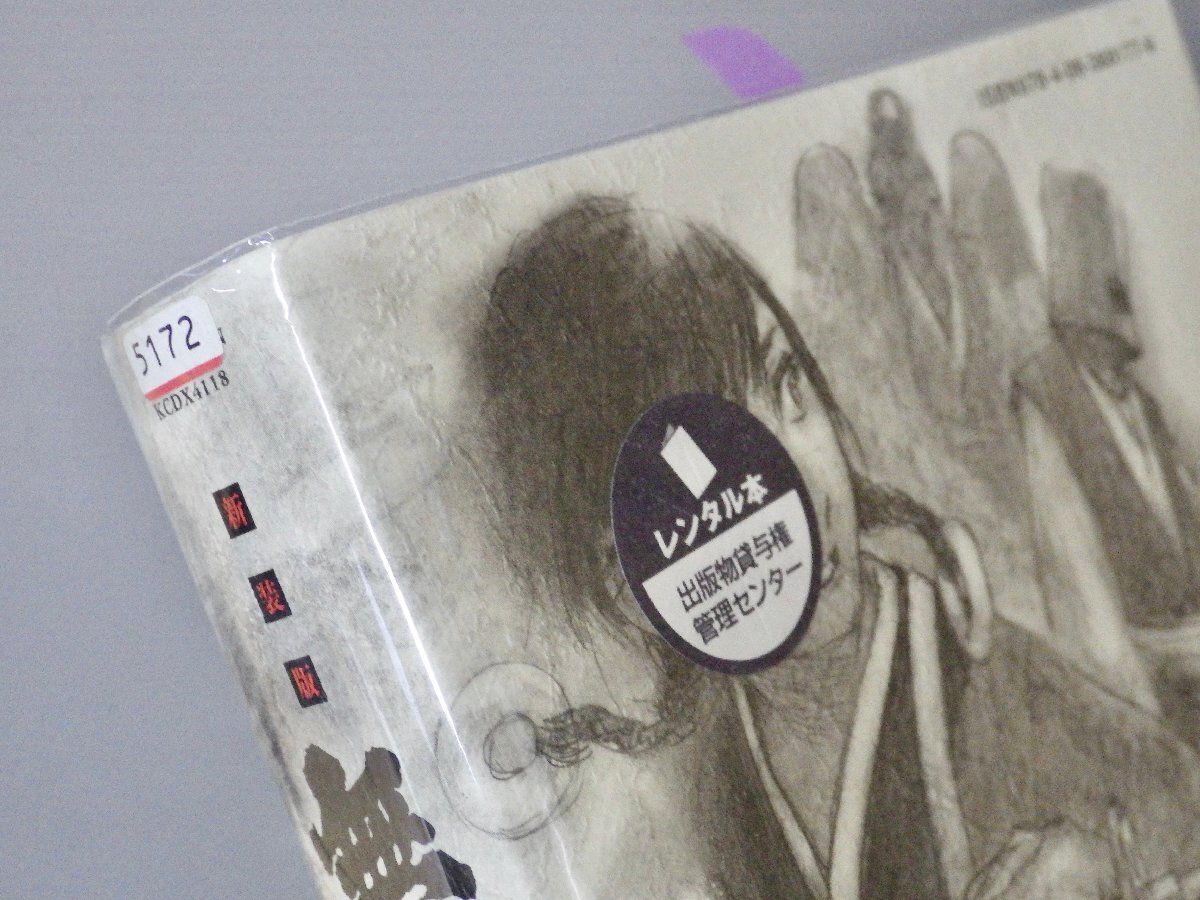 5172
KCDX4118
新
装
版
レンタル本
出版物貸与権
管理センター